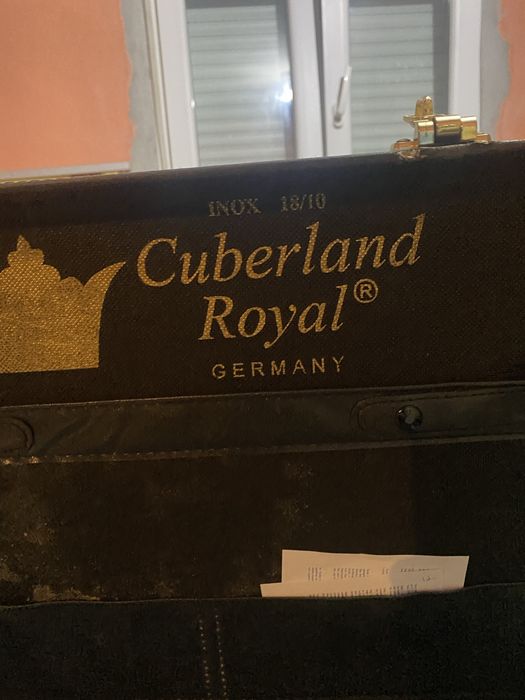 INOX 18/10
Cuberland
Royal®
GERMANY